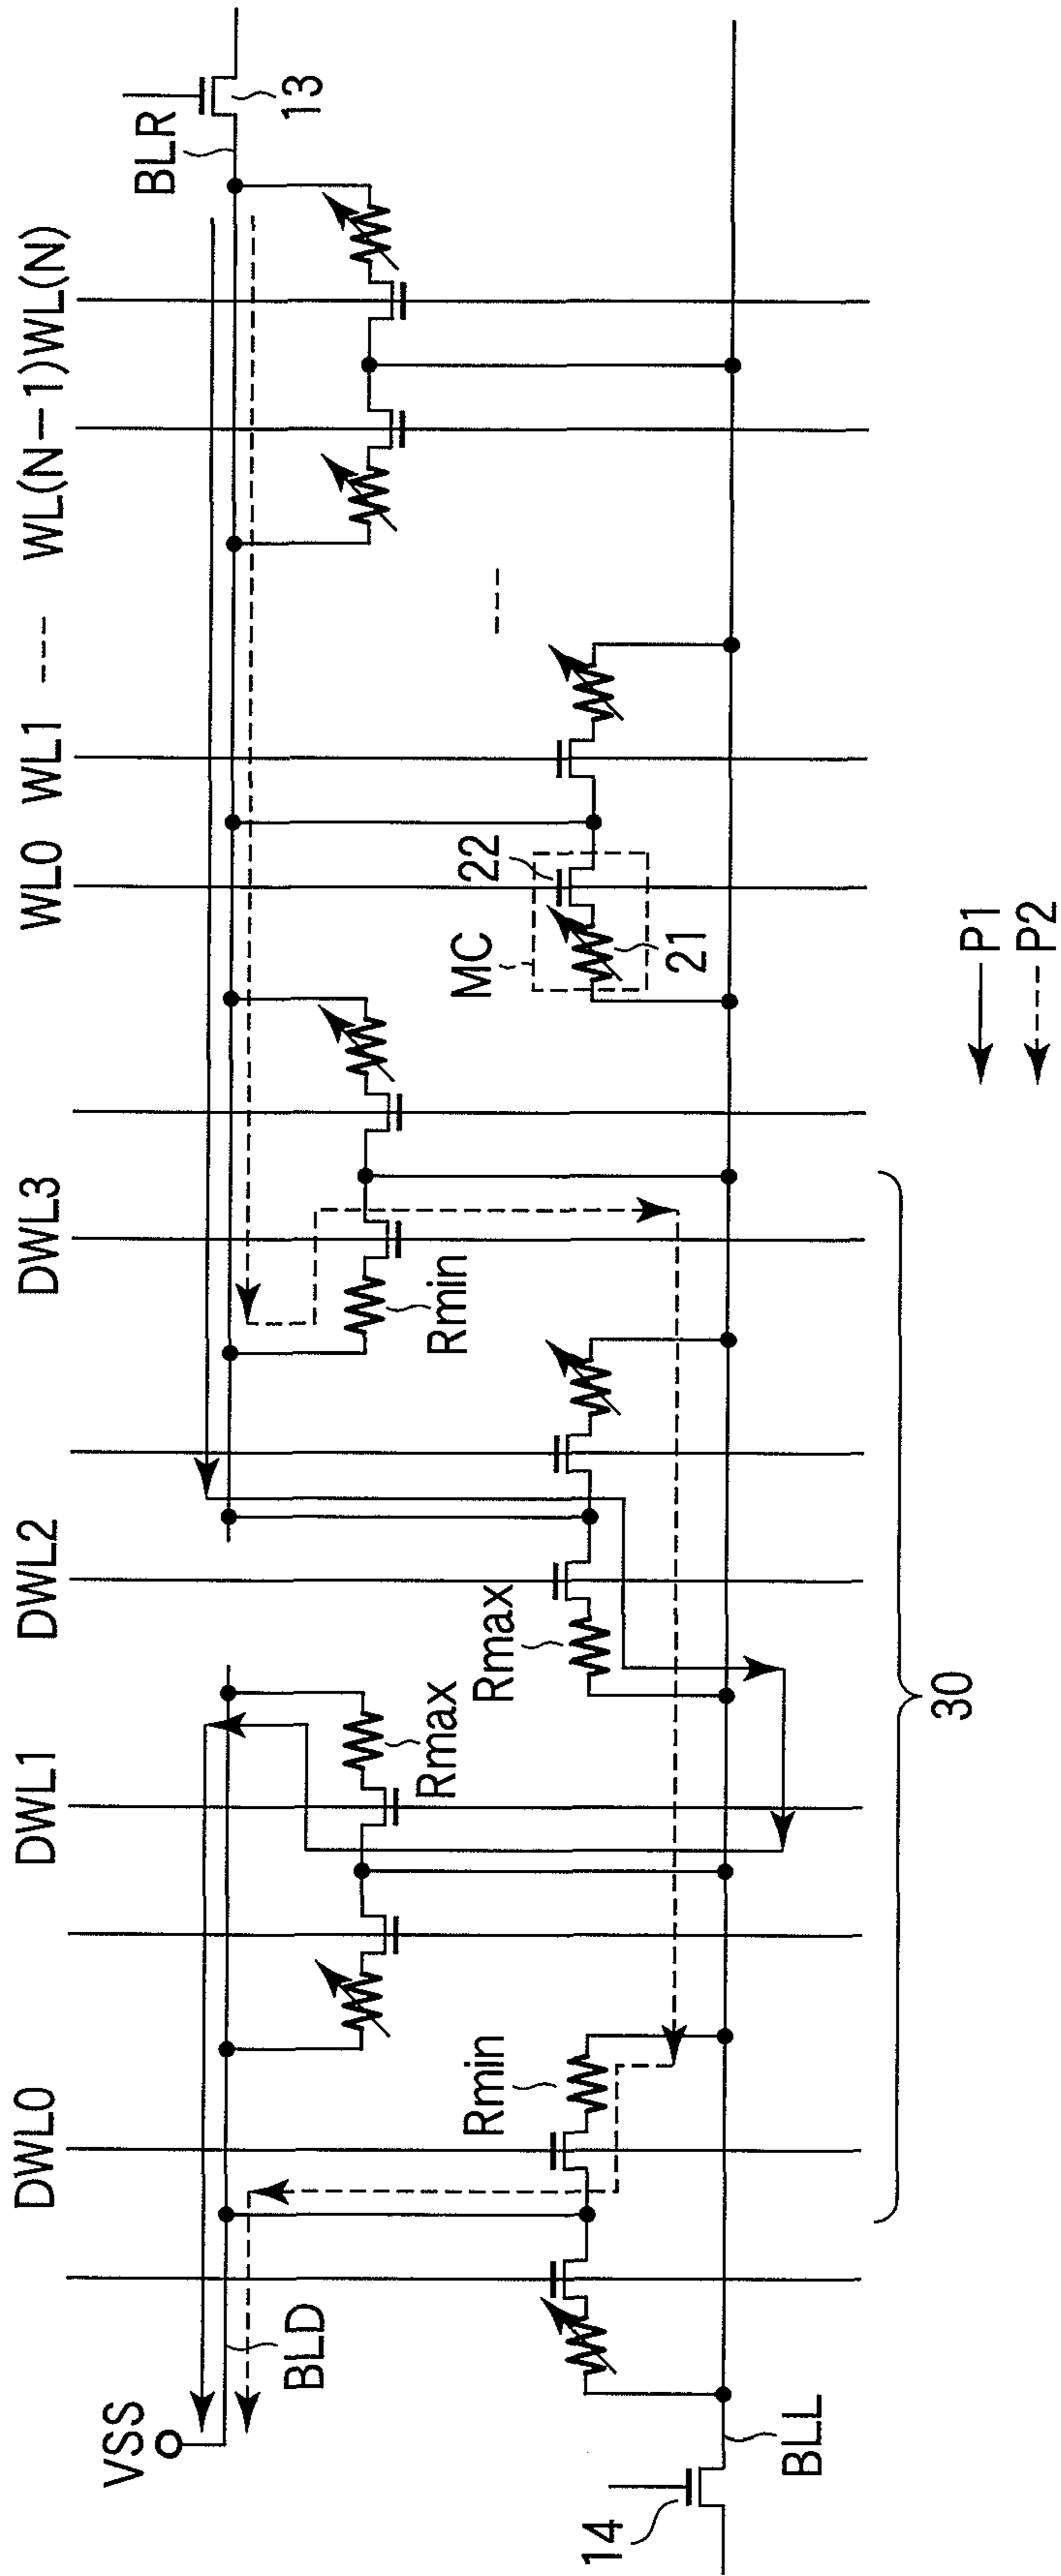 DWL0
DWL1
DWL2
DWL3
WL0
WL1
---
WL(N-1)
WL(N)
VSS
BLD
BLR
13
Rmin
Rmax
Rmax
Rmin
MC
22
21
---
14
BLL
30
P1
P2